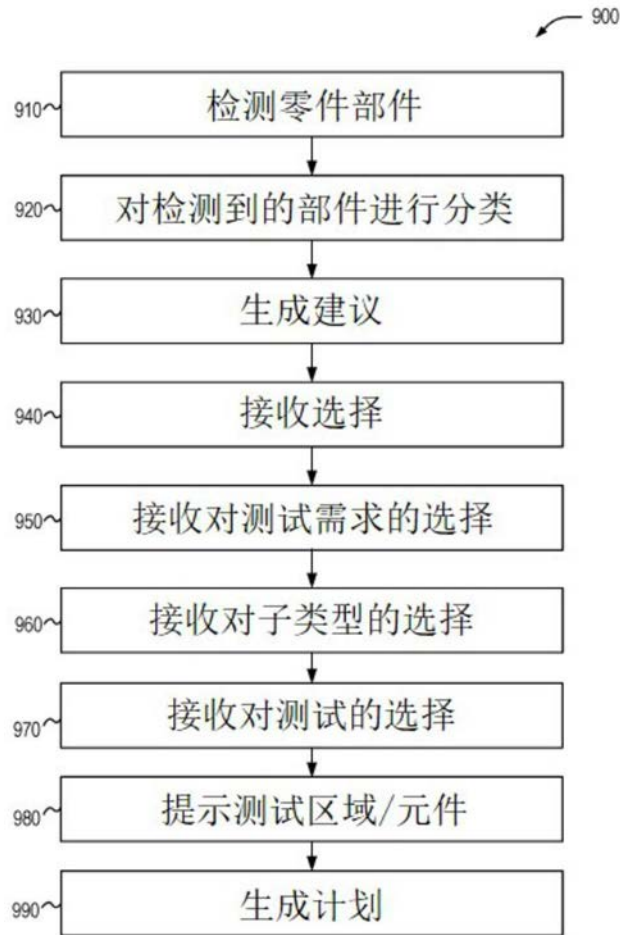 900
910 检测零件部件
920 对检测到的部件进行分类
930 生成建议
940 接收选择
950 接收对测试需求的选择
960 接收对子类型的选择
970 接收对测试的选择
980 提示测试区域/元件
990 生成计划